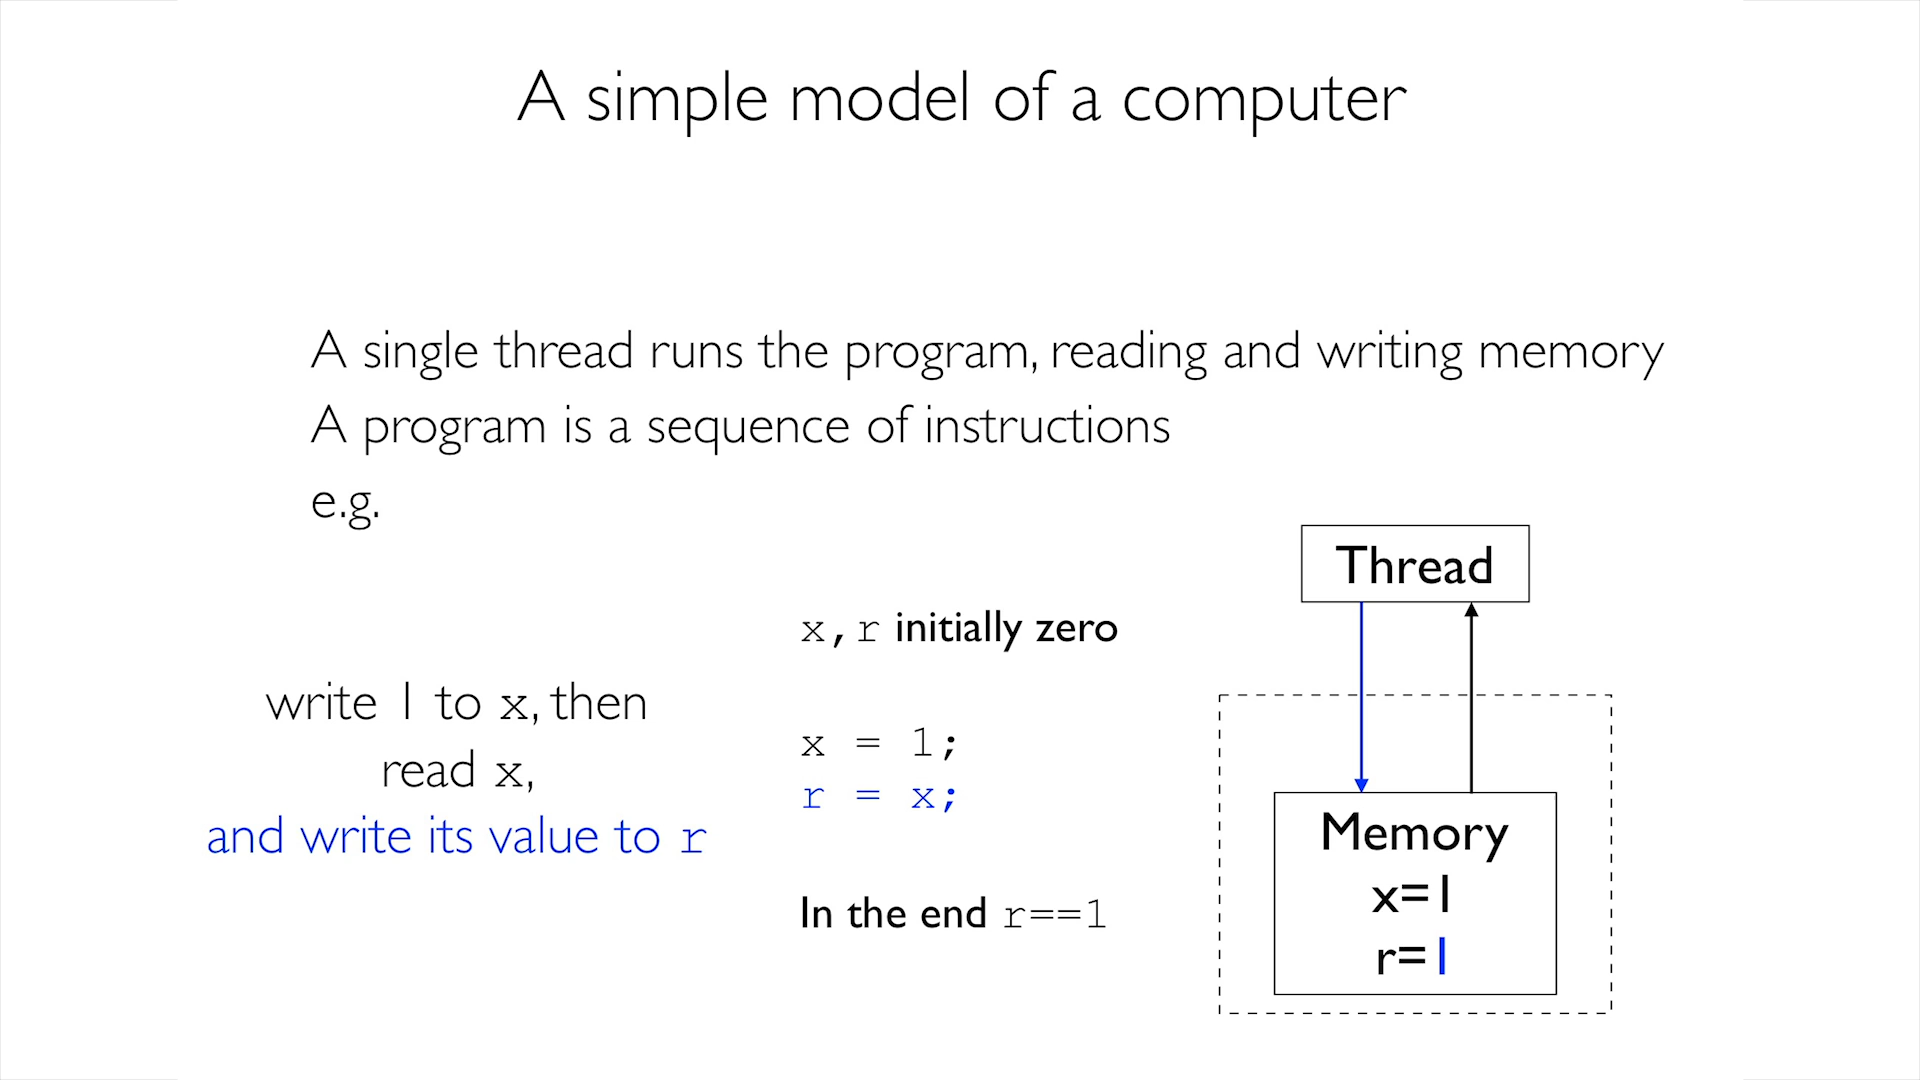 A simple model of a computer
A single thread runs the program, reading and writing memory
A program is a sequence of instructions
e.g.
write 1 to x, then
read x,
and write its value to r
x, r initially zero
x = 1;
r = x;
In the end r==1
Thread
Memory
x=1
r=1